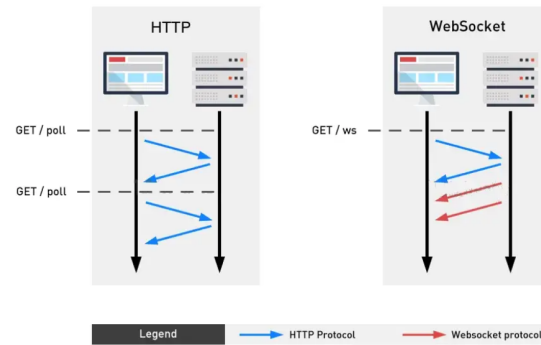 HTTP
WebSocket
GET / poll
GET / ws
GET / poll
Legend
HTTP Protocol
Websocket protocol